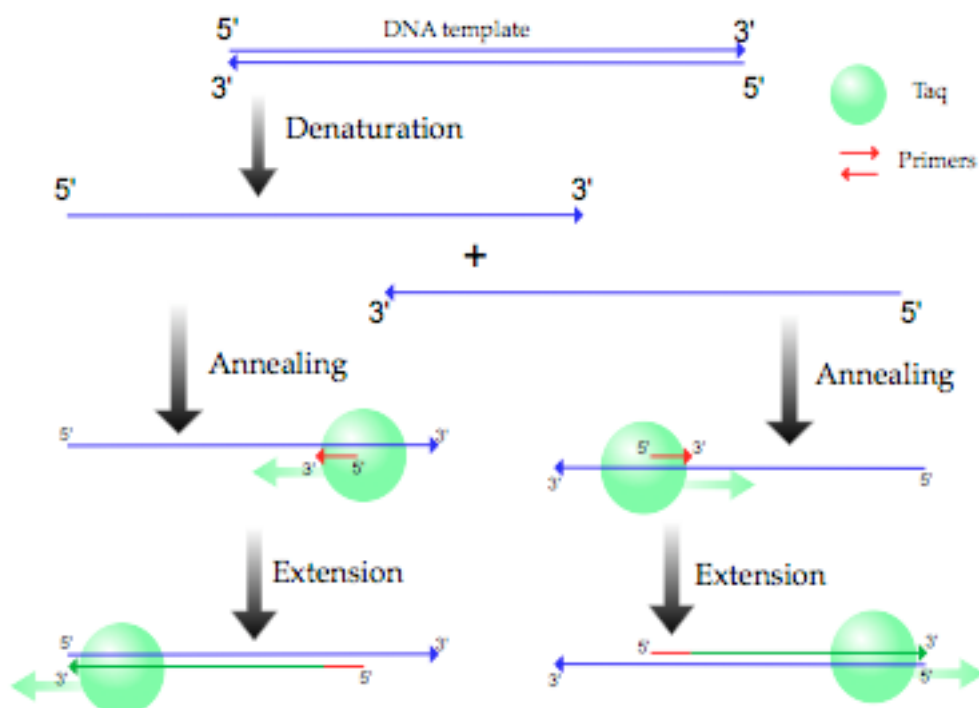 5' DNA template 3'
3' 5'
Taq
Denaturation
Primers
5' 3'
+
3' 5'
Annealing Annealing
5' 3' 5' 3'
3' 5' 3' 5'
Extension Extension
5' 3' 5' 3'
3' 5' 3' 5'